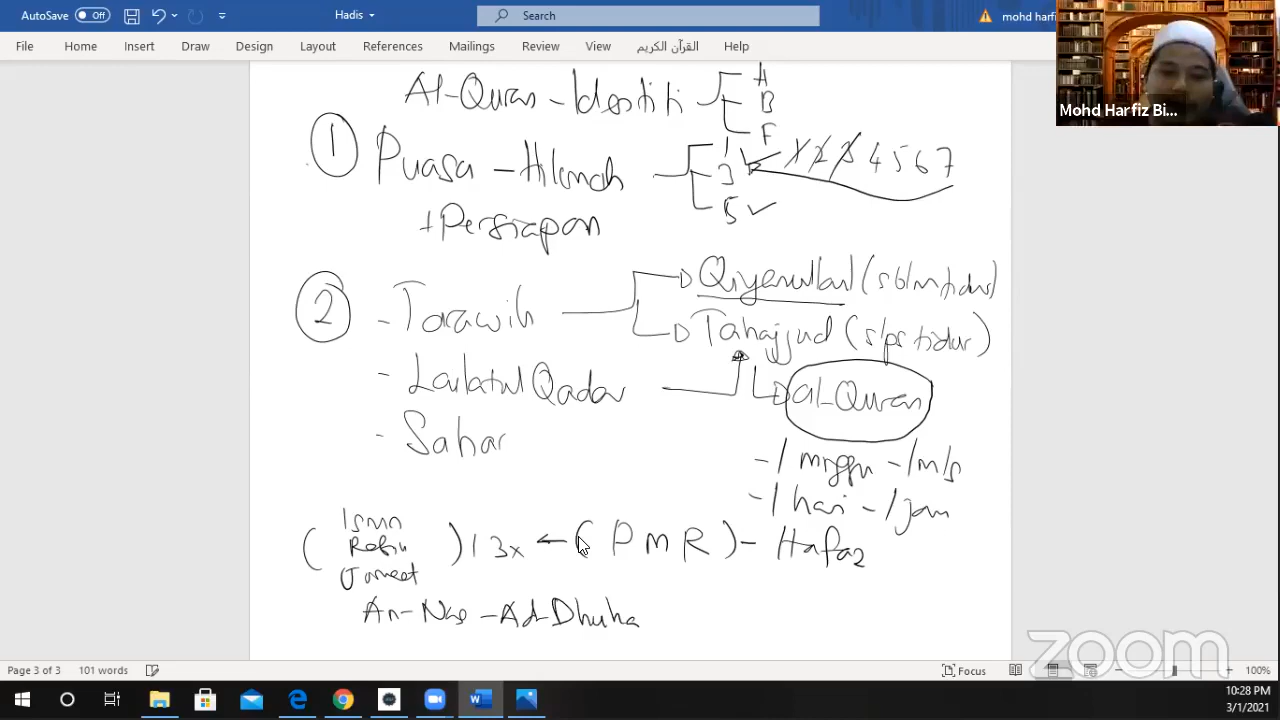 AutoSave Off
Hadis
Search
mohd harfi
File Home Insert Draw Design Layout References Mailings Review View القرآن الكريم Help
Mohd Harfiz Bi...
Al-Quran - Identiti
A
B
F
1 Puasa - Hikmah
1
3
5
1 2 3 4 5 6 7
+ Persiapan
2 - Tarawih
Qiyamullail (sblm tidur)
Tahajjud (s/ps tidur)
- Lailatul Qadar
al-Quran
- Sahar
- 1 minggu - 1 m/s
- 1 hari - 1 jam
( Isnin
Rabu
Jumaat ) 1 3x ← ( P M R ) - Hafaz
An-Nas - Ad-Dhuha
zoom
Page 3 of 3 101 words Focus 100%
10:28 PM
3/1/2021